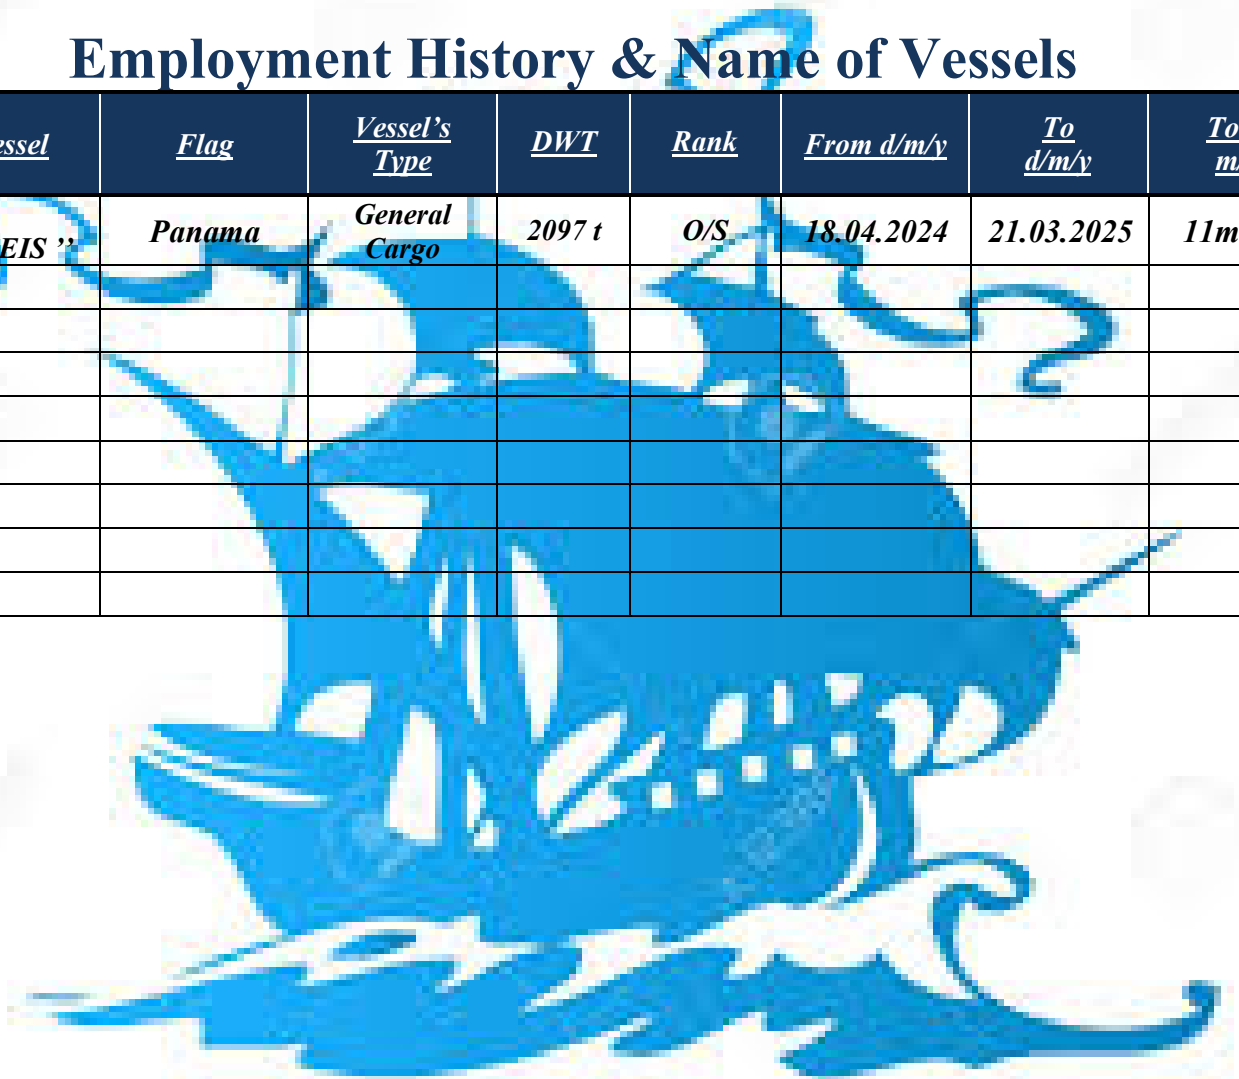 Employment History & Name of Vessels
Flag
Vessel’s
Type
DWT
Rank
From d/m/y
To
d/m/y
To
EIS ’’
Panama
General
Cargo
2097 t
O/S
18.04.2024
21.03.2025
11m